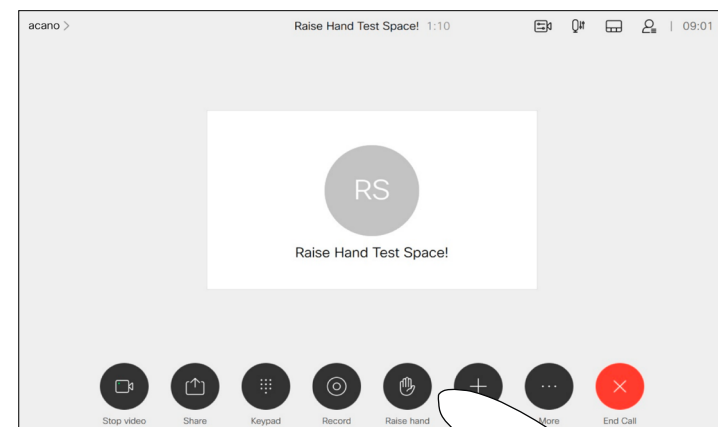 acano >
Raise Hand Test Space! 1:10
09:01
RS
Raise Hand Test Space!
Stop video Share Keypad Record Raise hand More End Call